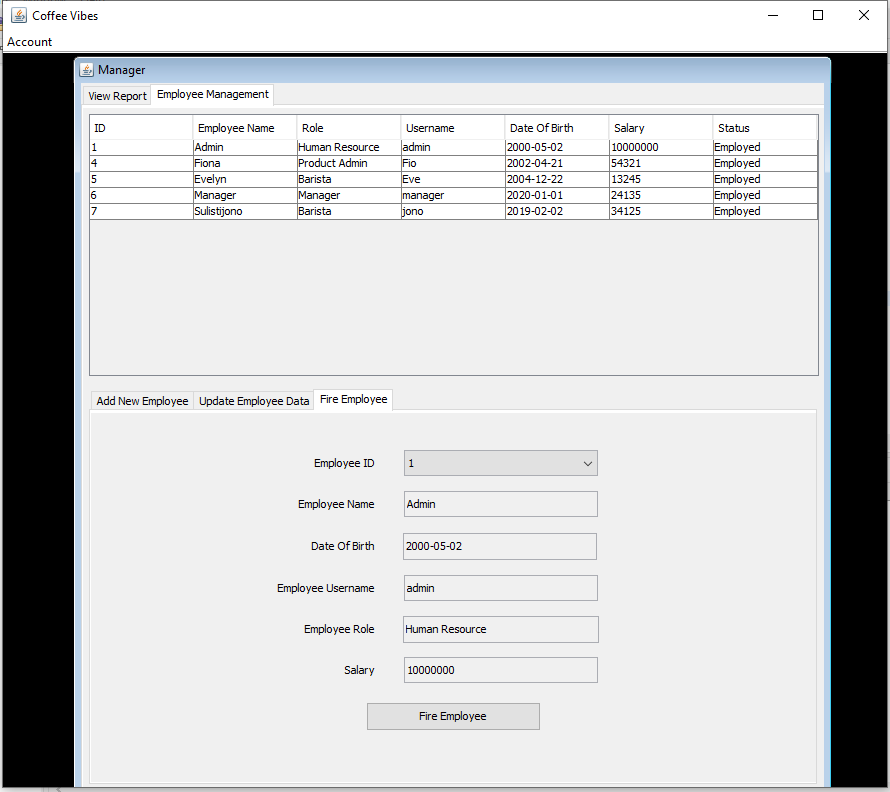 Coffee Vibes
Account
Manager
View Report Employee Management
ID Employee Name Role Username Date Of Birth Salary Status
1 Admin Human Resource admin 2000-05-02 10000000 Employed
4 Fiona Product Admin Fio 2002-04-21 54321 Employed
5 Evelyn Barista Eve 2004-12-22 13245 Employed
6 Manager Manager manager 2020-01-01 24135 Employed
7 Sulistijono Barista jono 2019-02-02 34125 Employed
Add New Employee Update Employee Data Fire Employee
Employee ID 1
Employee Name Admin
Date Of Birth 2000-05-02
Employee Username admin
Employee Role Human Resource
Salary 10000000
Fire Employee